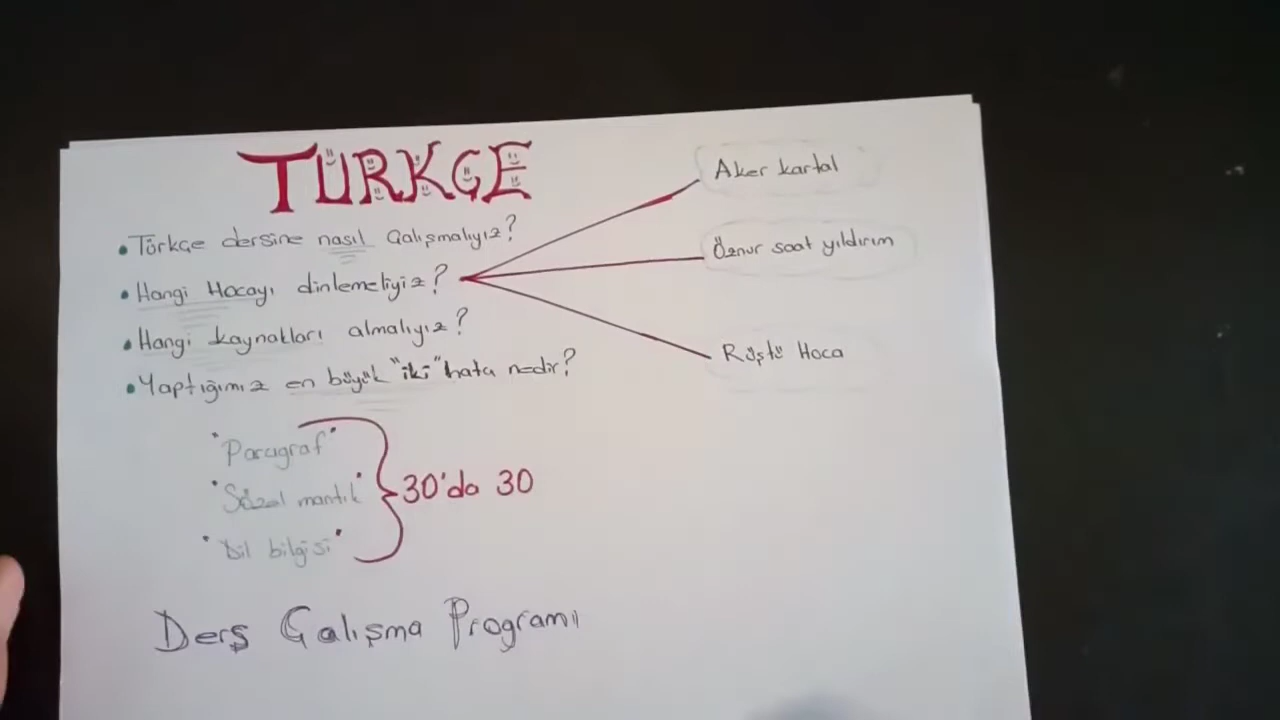 TÜRKÇE
• Türkçe dersine nasıl Çalışmalıyız?
• Hangi Hocayı dinlemeliyiz?
• Hangi kaynakları almalıyız?
• Yaptığımız en büyük "iki" hata nedir?
Aker kartal
Öznur saat yıldırım
Rüştü Hoca
"Paragraf"
"Sözel mantık"
"Dil bilgisi"
30'da 30
Ders Çalışma Programı